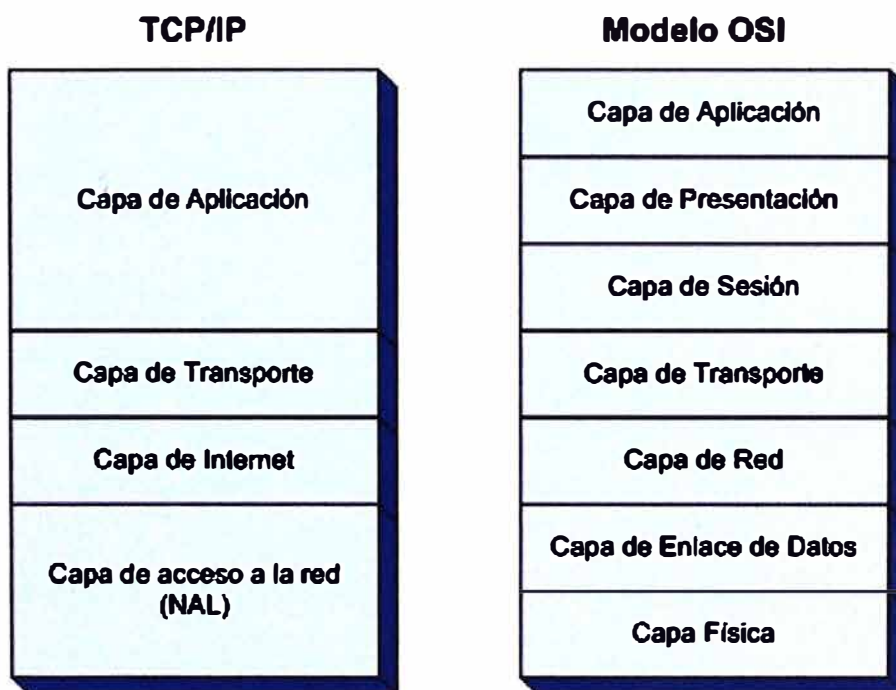 TCP/IP
Capa de Aplicación
Capa de Transporte
Capa de Internet
Capa de acceso a la red
(NAL)
Modelo OSI
Capa de Aplicación
Capa de Presentación
Capa de Sesión
Capa de Transporte
Capa de Red
Capa de Enlace de Datos
Capa Física